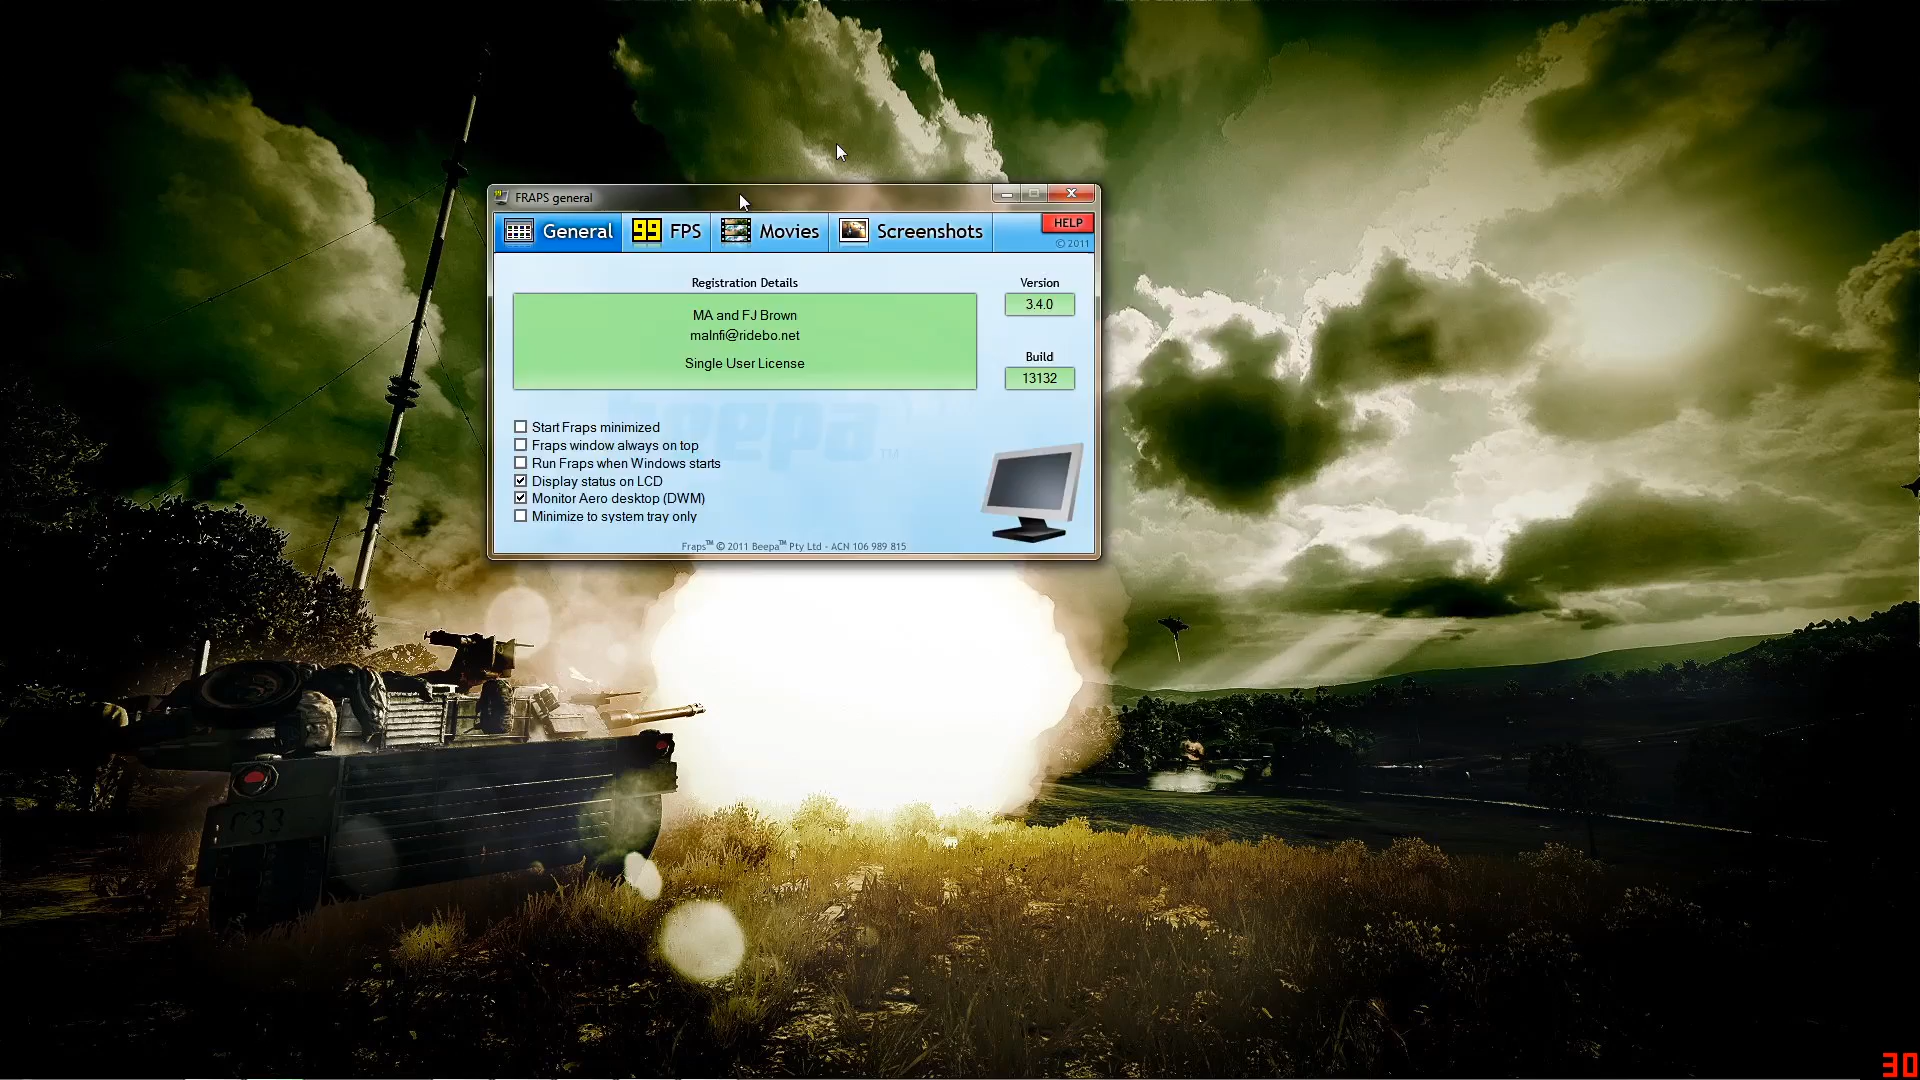 FRAPS general
General
99 FPS
Movies
Screenshots
HELP
© 2011
Registration Details
MA and FJ Brown
malnfi@ridebo.net
Single User License
Version
3.4.0
Build
13132
beepa™
Start Fraps minimized
Fraps window always on top
Run Fraps when Windows starts
Display status on LCD
Monitor Aero desktop (DWM)
Minimize to system tray only
Fraps™ © 2011 Beepa™ Pty Ltd - ACN 106 989 815
30